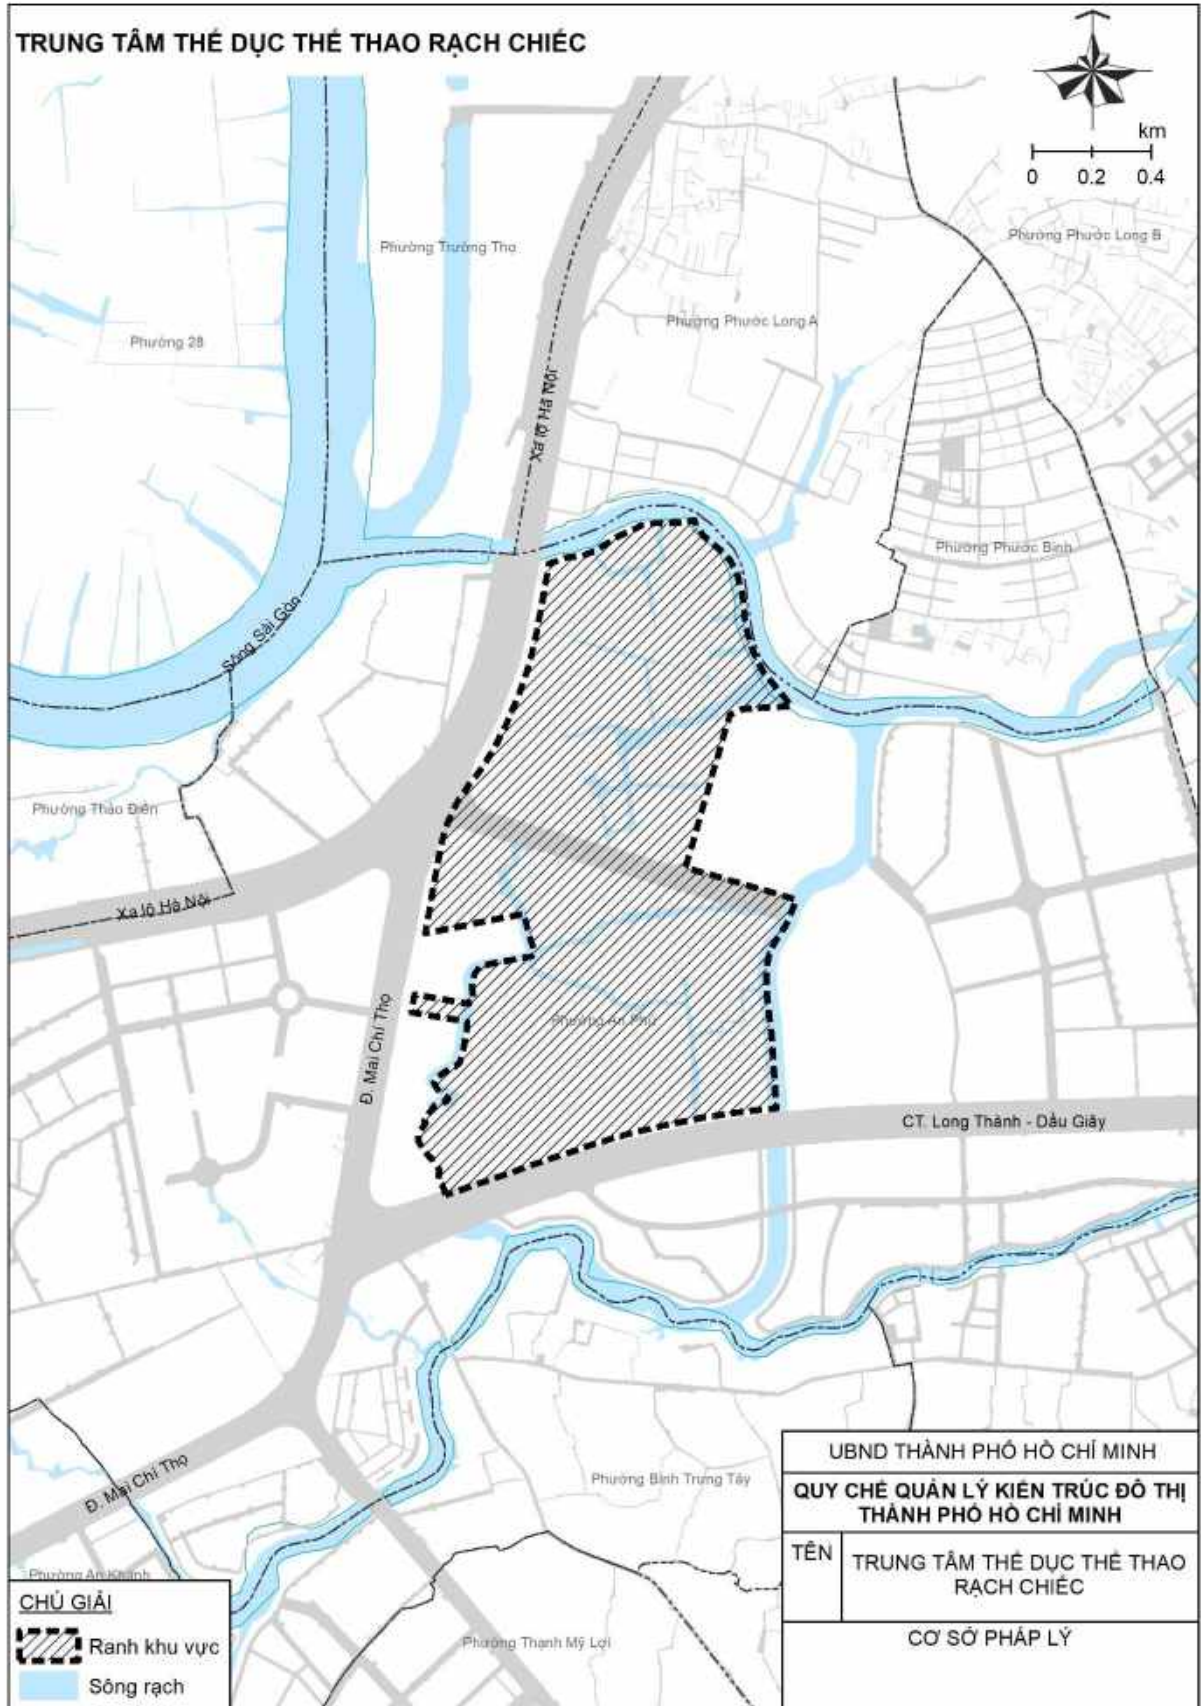 TRUNG TÂM THỂ DỤC THỂ THAO RẠCH CHIẾC
km
0 0.2 0.4
Phường Trường Thọ
Phường Phước Long B
Phường Phước Long A
Phường 28
Xa lộ Hà Nội
Phường Phước Bình
Sông Sài Gòn
Phường Thảo Điền
Xa lộ Hà Nội
Phường An Phú
Đ. Mai Chí Thọ
CT. Long Thành - Dầu Giây
Đ. Mai Chí Thọ
Phường Bình Trưng Tây
Phường An Khánh
Phường Thạnh Mỹ Lợi
CHÚ GIẢI
Ranh khu vực
Sông rạch
UBND THÀNH PHỐ HỒ CHÍ MINH
QUY CHẾ QUẢN LÝ KIẾN TRÚC ĐÔ THỊ
THÀNH PHỐ HỒ CHÍ MINH
TÊN
TRUNG TÂM THỂ DỤC THỂ THAO
RẠCH CHIẾC
CƠ SỞ PHÁP LÝ